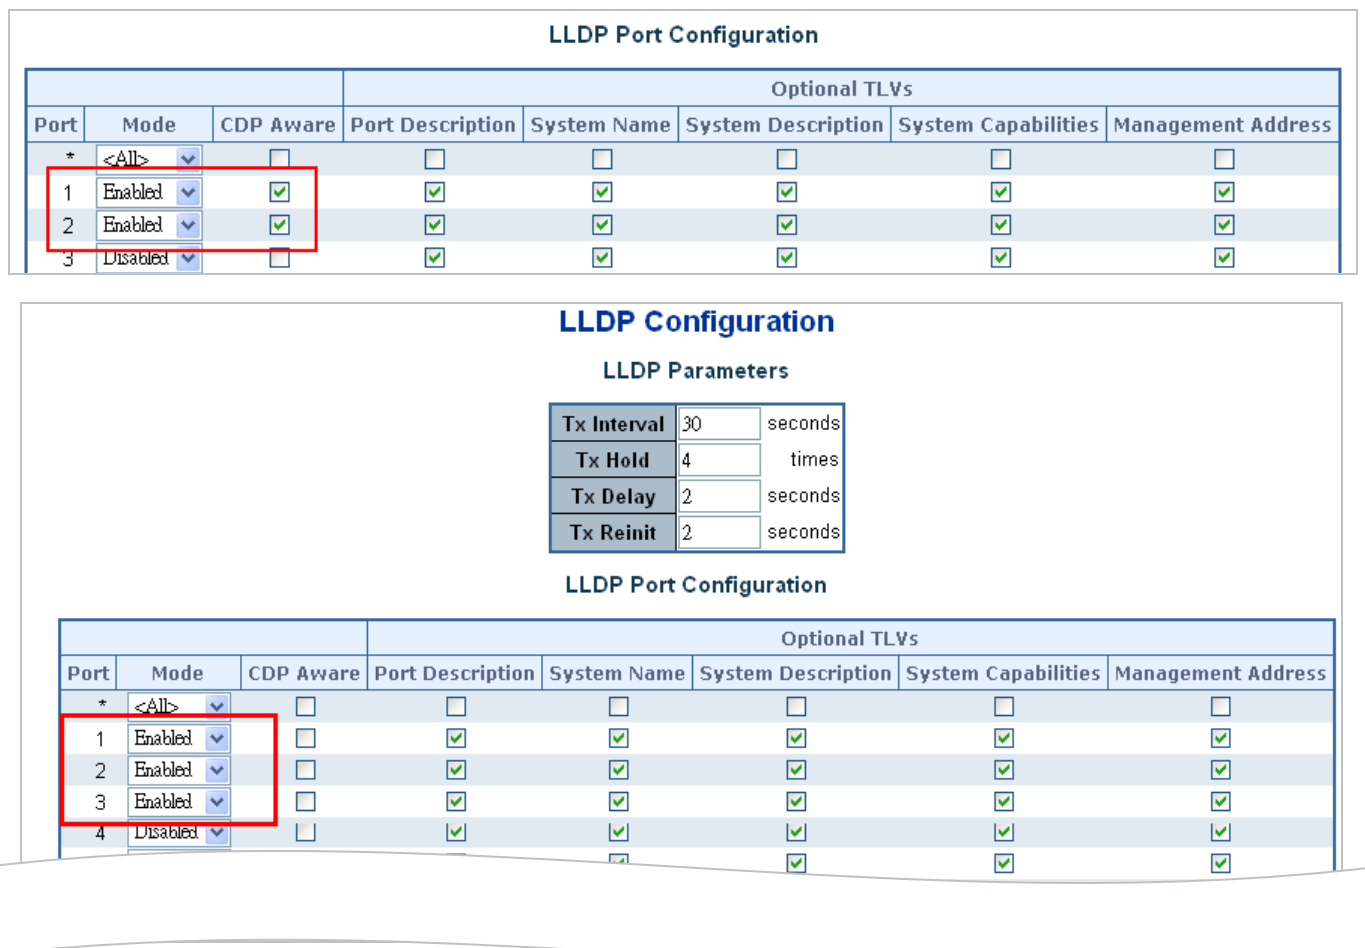 LLDP Port Configuration
Optional TLVs
Port Mode CDP Aware Port Description System Name System Description System Capabilities Management Address
* <All>
1 Enabled
2 Enabled
3 Disabled
LLDP Configuration
LLDP Parameters
Tx Interval 30 seconds
Tx Hold 4 times
Tx Delay 2 seconds
Tx Reinit 2 seconds
LLDP Port Configuration
Optional TLVs
Port Mode CDP Aware Port Description System Name System Description System Capabilities Management Address
* <All>
1 Enabled
2 Enabled
3 Enabled
4 Disabled